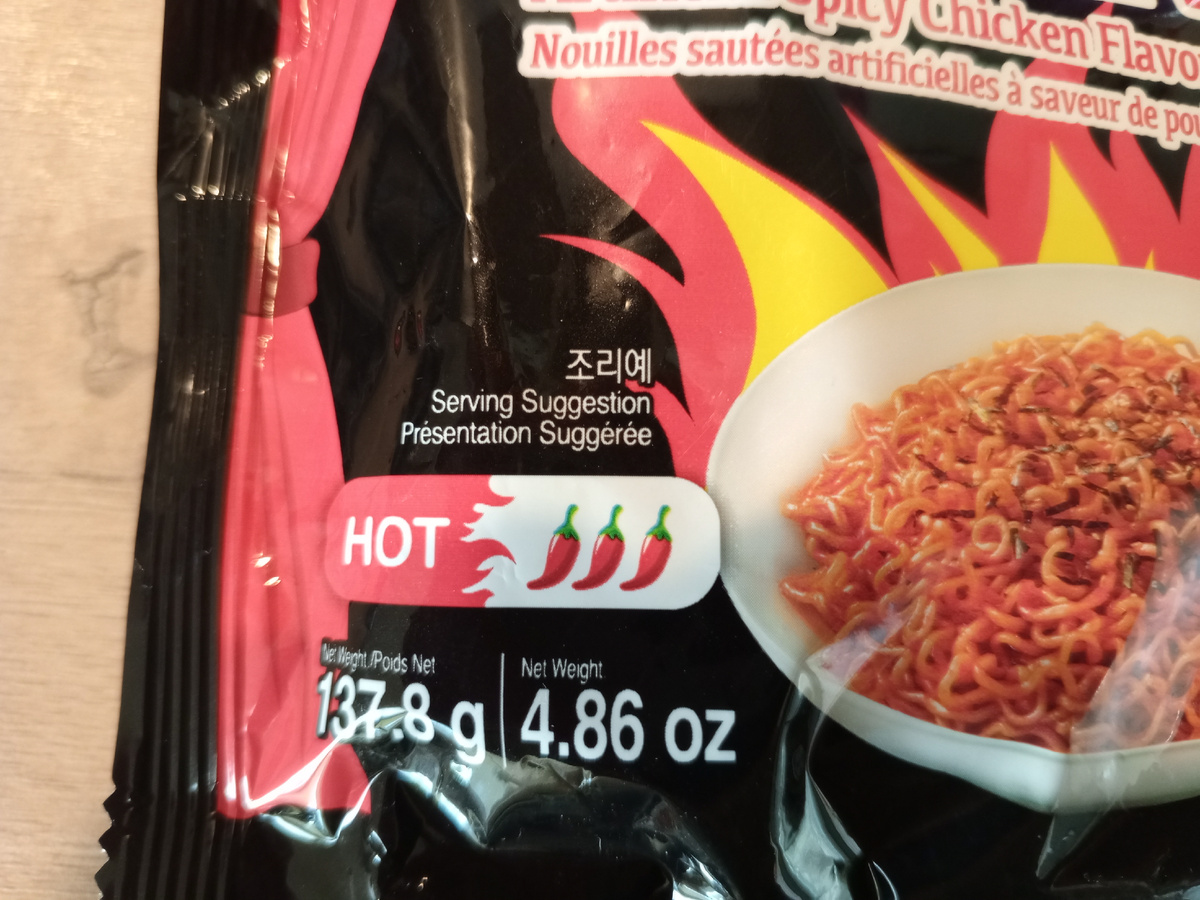 Spicy Chicken Flavo
Nouilles sautées artificielles à saveur de pou
조리예
Serving Suggestion
Présentation Suggérée
HOT
Net Weight/Poids Net
137.8 g
Net Weight
4.86 oz